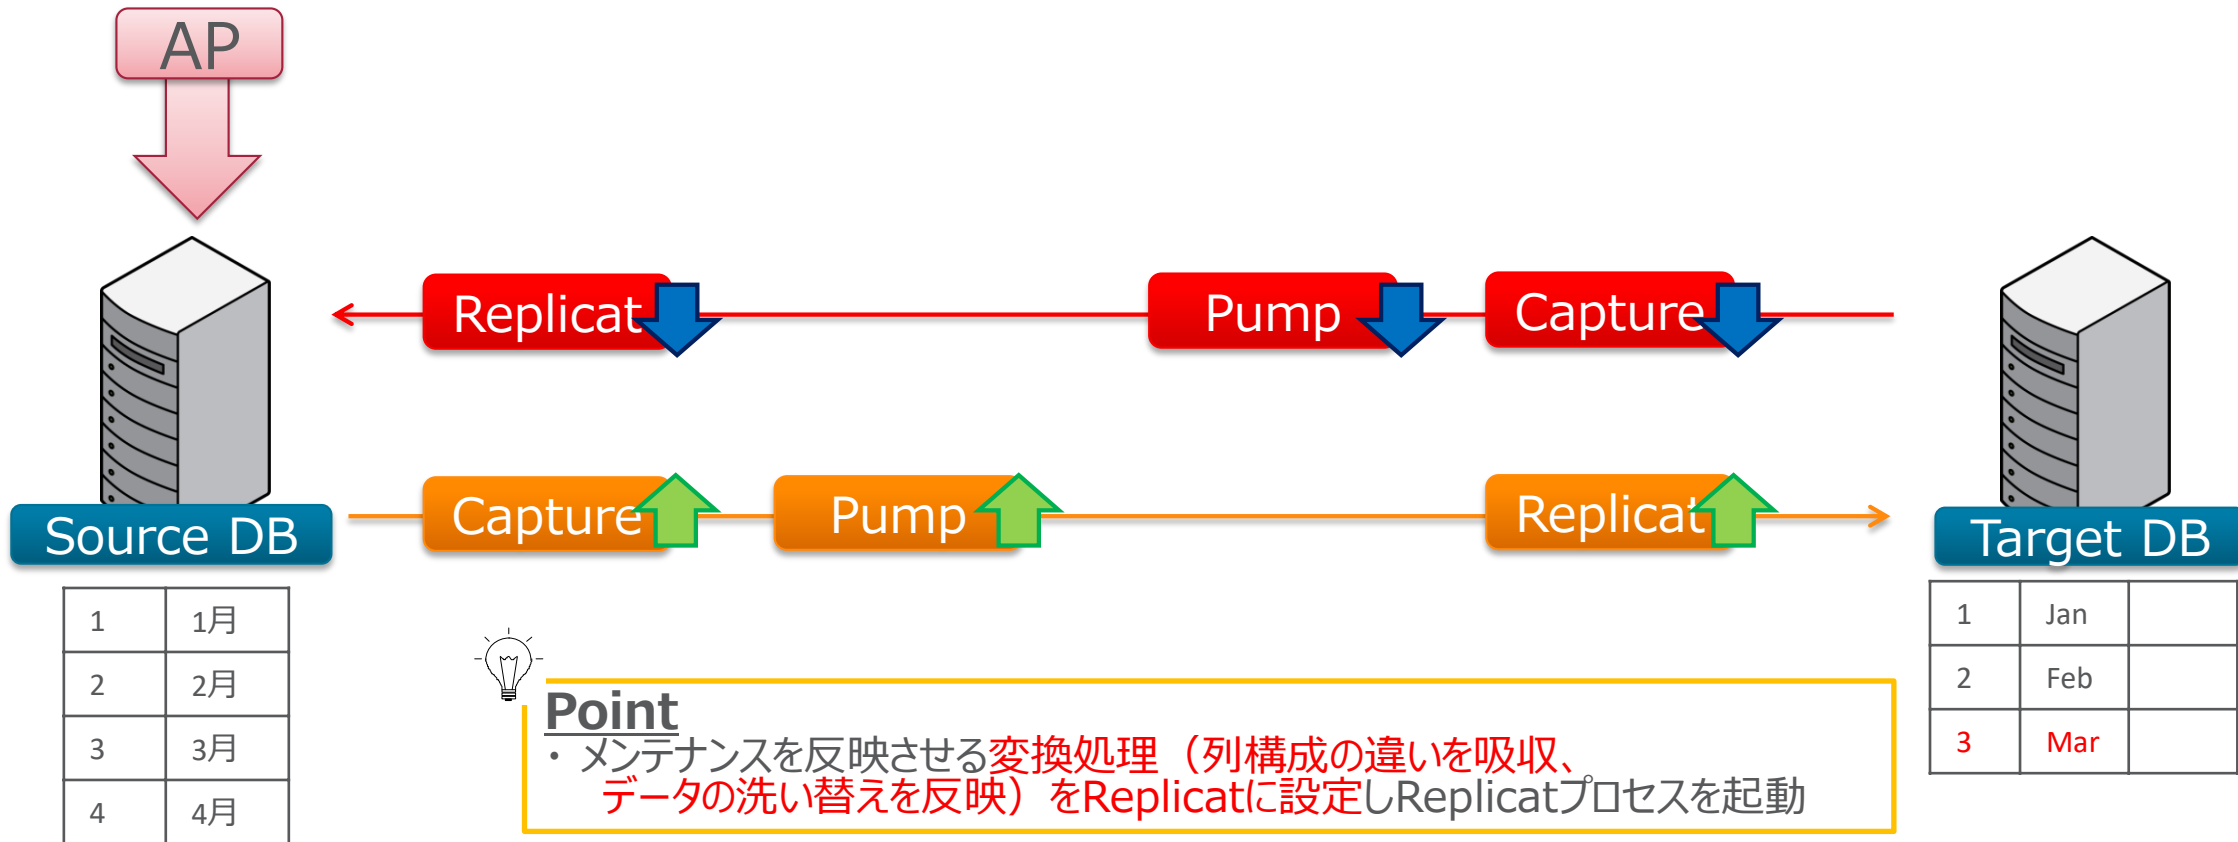 AP
Replicat
Pump
Capture
Capture
Pump
Replicat
Source DB
Target DB
1 1月
2 2月
3 3月
4 4月
1 Jan
2 Feb
3 Mar
Point
・ メンテナンスを反映させる変換処理（列構成の違いを吸収、
データの洗い替えを反映）をReplicatに設定しReplicatプロセスを起動